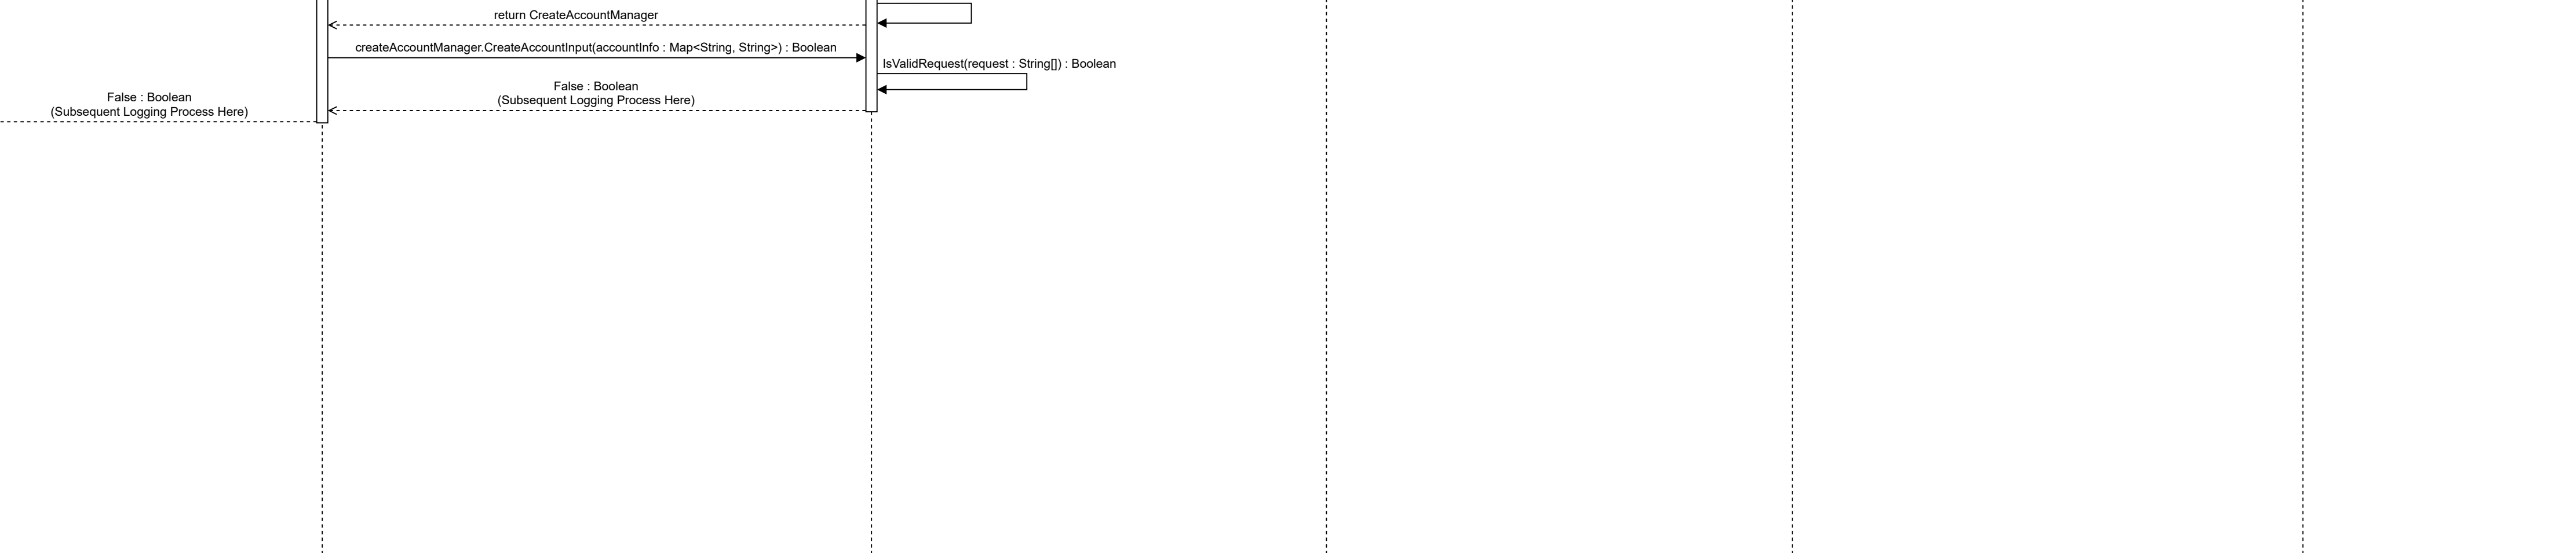 return CreateAccountManager
createAccountManager.CreateAccountInput(accountInfo : Map<String, String>) : Boolean
IsValidRequest(request : String[]) : Boolean
False : Boolean
(Subsequent Logging Process Here)
False : Boolean
(Subsequent Logging Process Here)